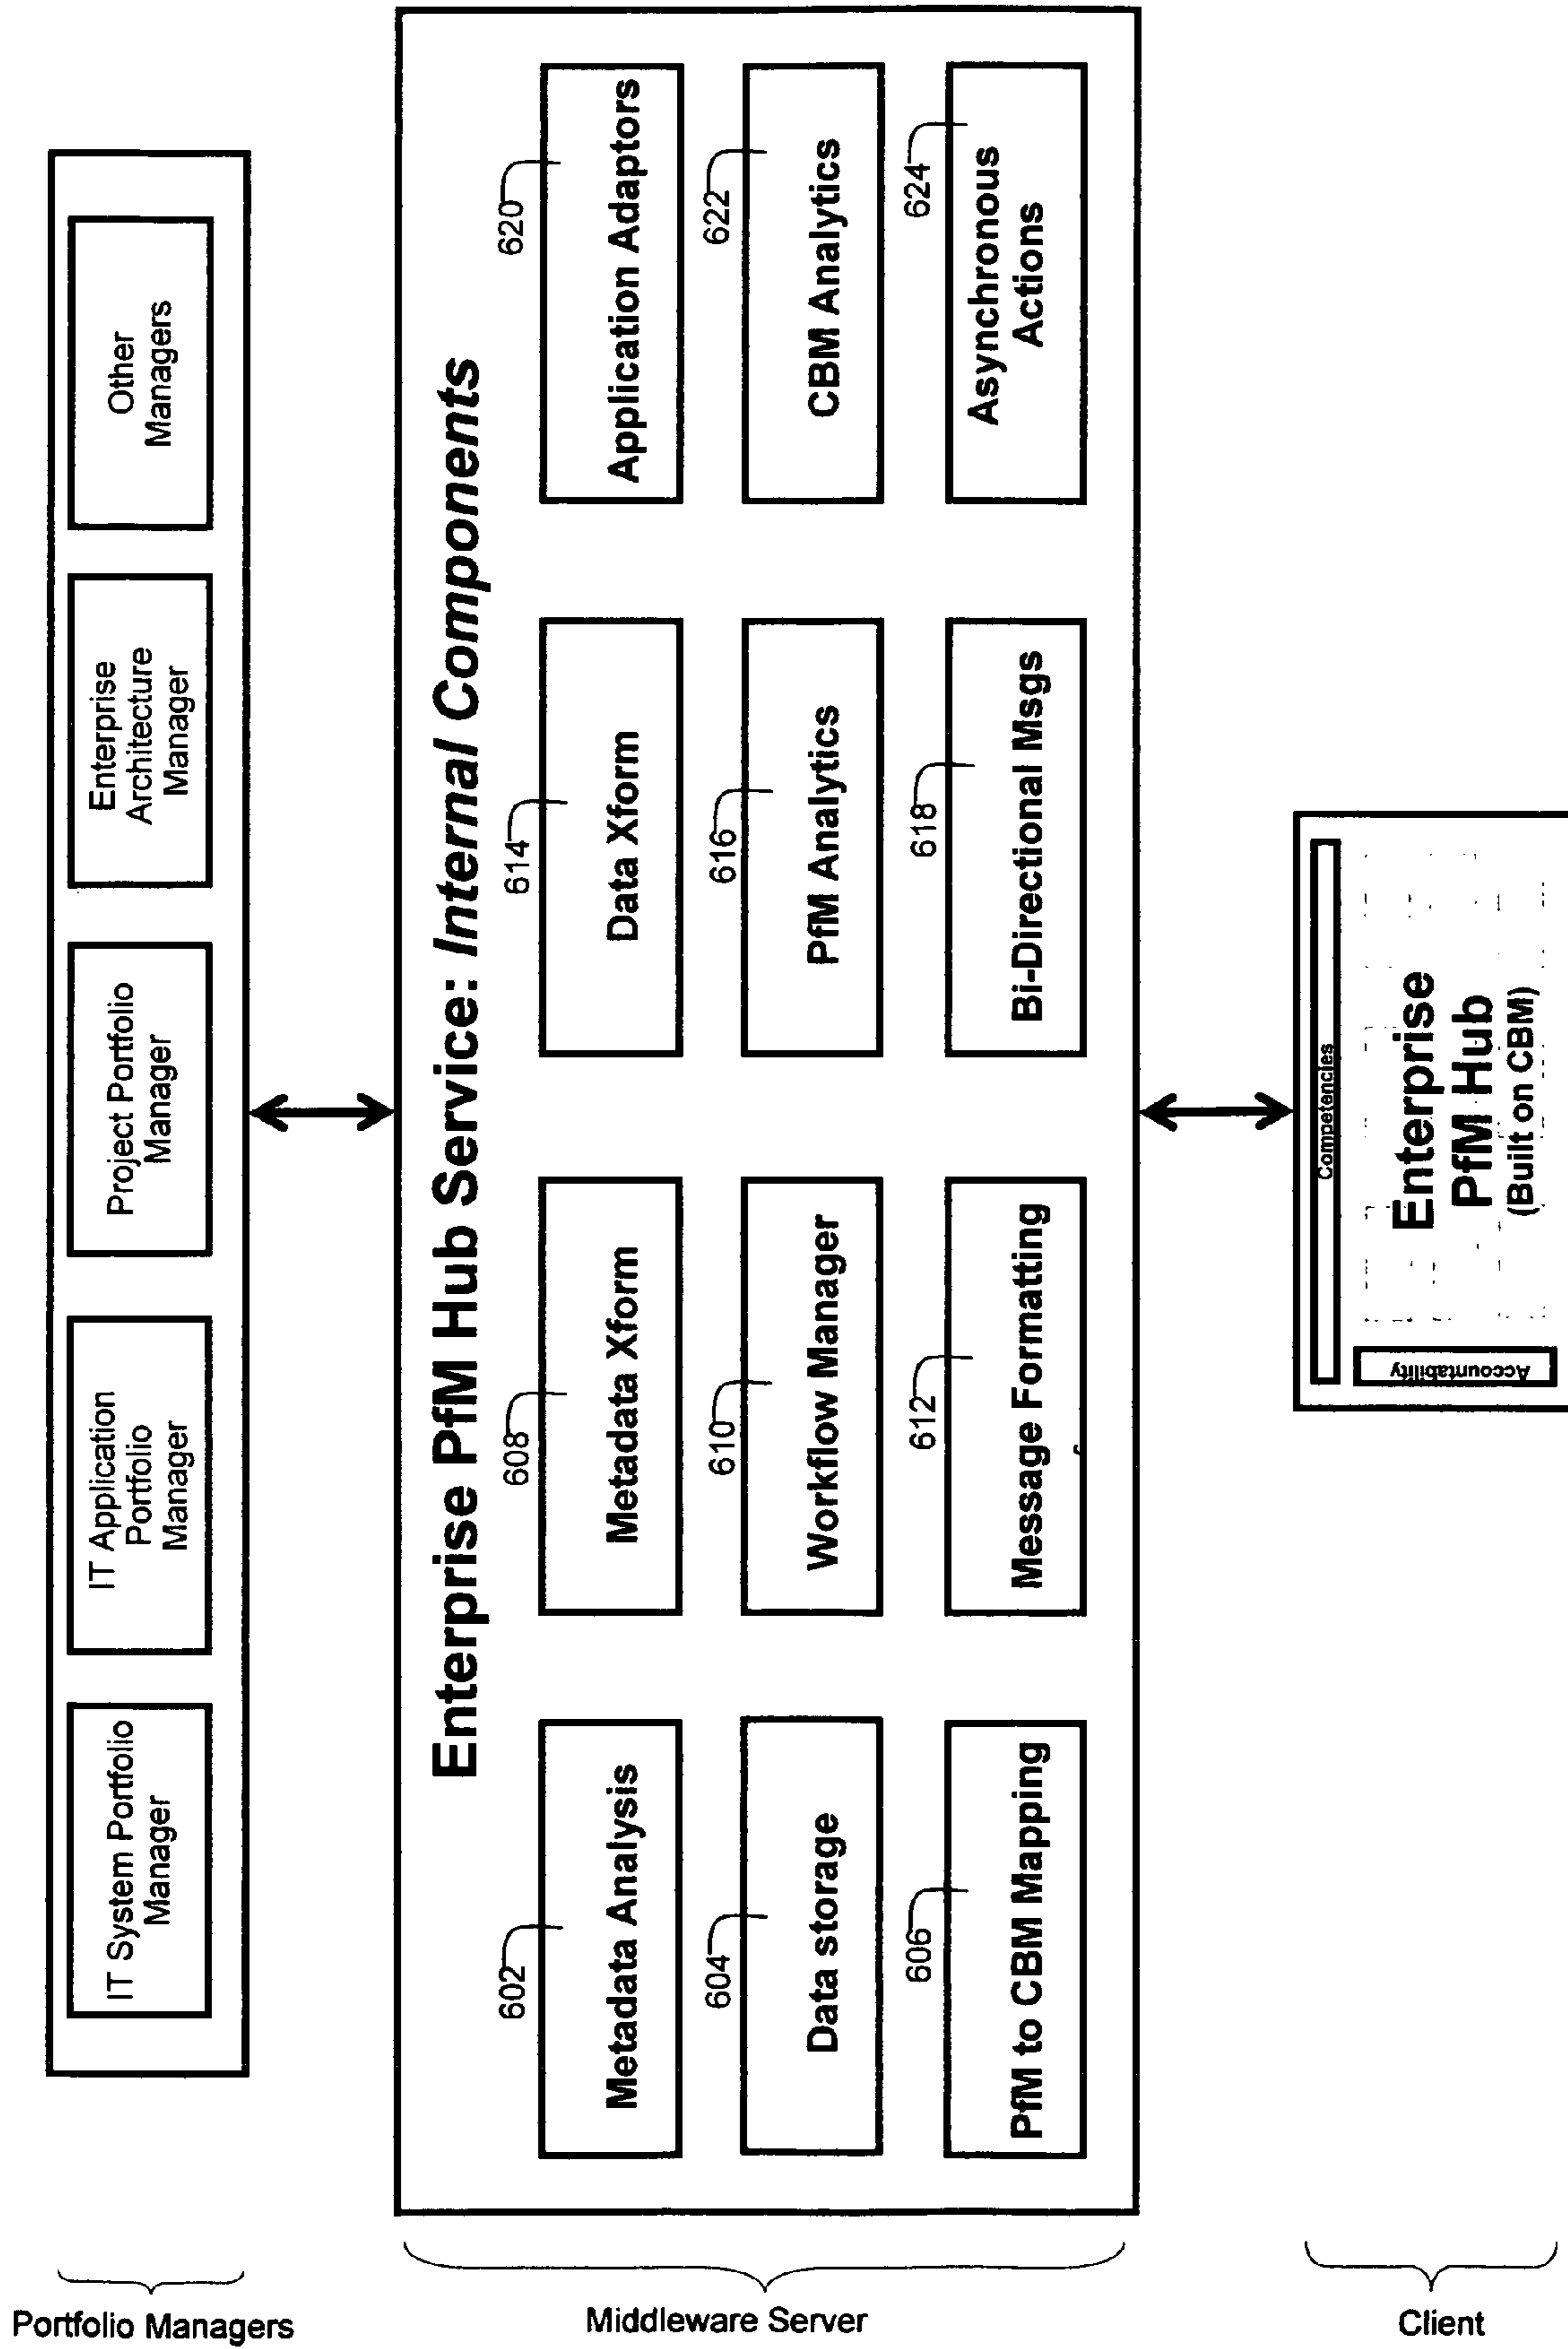 Portfolio Managers
IT System Portfolio
Manager
IT Application
Portfolio
Manager
Project Portfolio
Manager
Enterprise
Architecture
Manager
Other
Managers
Middleware Server
Enterprise PfM Hub Service: Internal Components
602
Metadata Analysis
608
Metadata Xform
614
Data Xform
620
Application Adaptors
604
Data storage
610
Workflow Manager
616
PfM Analytics
622
CBM Analytics
606
PfM to CBM Mapping
612
Message Formatting
618
Bi-Directional Msgs
624
Asynchronous
Actions
Client
Competencies
Accountability
Enterprise
PfM Hub
(Built on CBM)